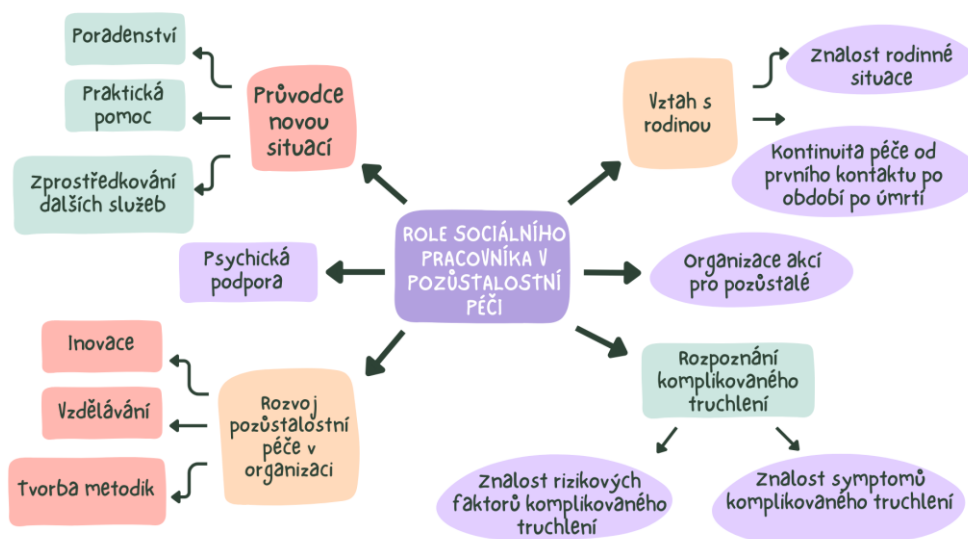 Poradenství
Praktická
pomoc
Zprostředkování
dalších služeb
Průvodce
novou
situací
Vztah s
rodinou
Znalost rodinné
situace
Kontinuita péče od
prvního kontaktu po
období po úmrtí
ROLE SOCIÁLNÍHO
PRACOVNÍKA V
POZŮSTALOSTNÍ
PÉČI
Psychická
podpora
Organizace akcí
pro pozůstalé
Inovace
Vzdělávání
Tvorba metodik
Rozvoj
pozůstalostní
péče v
organizaci
Rozpoznání
komplikovaného
truchlení
Znalost rizikových
faktorů komplikovaného
truchlení
Znalost symptomů
komplikovaného truchlení